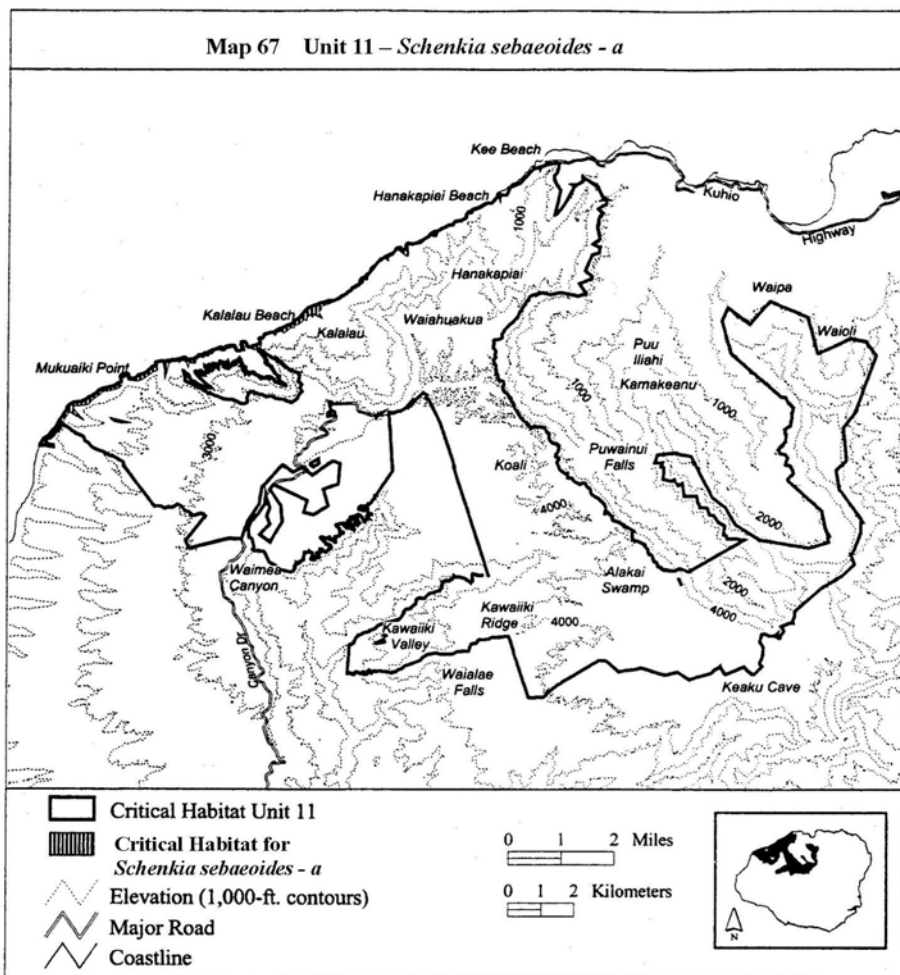 Map 67 Unit 11 – Schenkia sebaeoides - a
Kee Beach
Hanakapiai Beach
Kuhio
Highway
1000
Hanakapiai
Waipa
Kalalau Beach
Kalalau
Waiahuakua
Waioli
Mukuaiki Point
Puu
Iliahi
Kamakeanu
1000
1000
3000
Puwainui
Falls
Koali
4000
2000
Waimea
Canyon
Alakai
Swamp
2000
4000
Kawaiiki
Ridge
4000
Kawaiiki
Valley
Waialae
Falls
Keaku Cave
Canyon Dr.
Critical Habitat Unit 11
Critical Habitat for
Schenkia sebaeoides - a
Elevation (1,000-ft. contours)
Major Road
Coastline
0 1 2 Miles
0 1 2 Kilometers
N